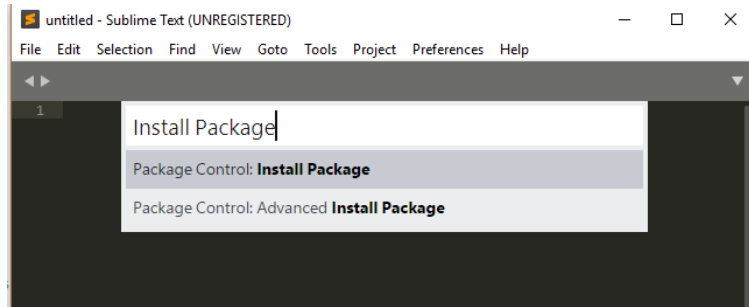 untitled - Sublime Text (UNREGISTERED)
File Edit Selection Find View Goto Tools Project Preferences Help
1
Install Package
Package Control: Install Package
Package Control: Advanced Install Package